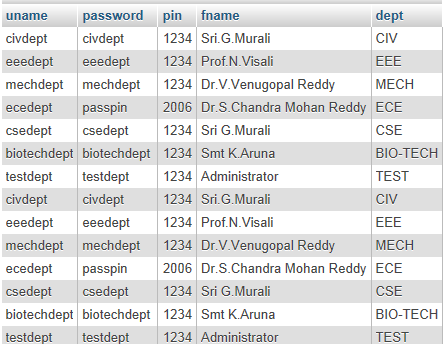 uname password pin fname dept
civdept civdept 1234 Sri.G.Murali CIV
eeedept eeedept 1234 Prof.N.Visali EEE
mechdept mechdept 1234 Dr.V.Venugopal Reddy MECH
ecedept passpin 2006 Dr.S.Chandra Mohan Reddy ECE
csedept csedept 1234 Sri G.Murali CSE
biotechdept biotechdept 1234 Smt K.Aruna BIO-TECH
testdept testdept 1234 Administrator TEST
civdept civdept 1234 Sri.G.Murali CIV
eeedept eeedept 1234 Prof.N.Visali EEE
mechdept mechdept 1234 Dr.V.Venugopal Reddy MECH
ecedept passpin 2006 Dr.S.Chandra Mohan Reddy ECE
csedept csedept 1234 Sri G.Murali CSE
biotechdept biotechdept 1234 Smt K.Aruna BIO-TECH
testdept testdept 1234 Administrator TEST